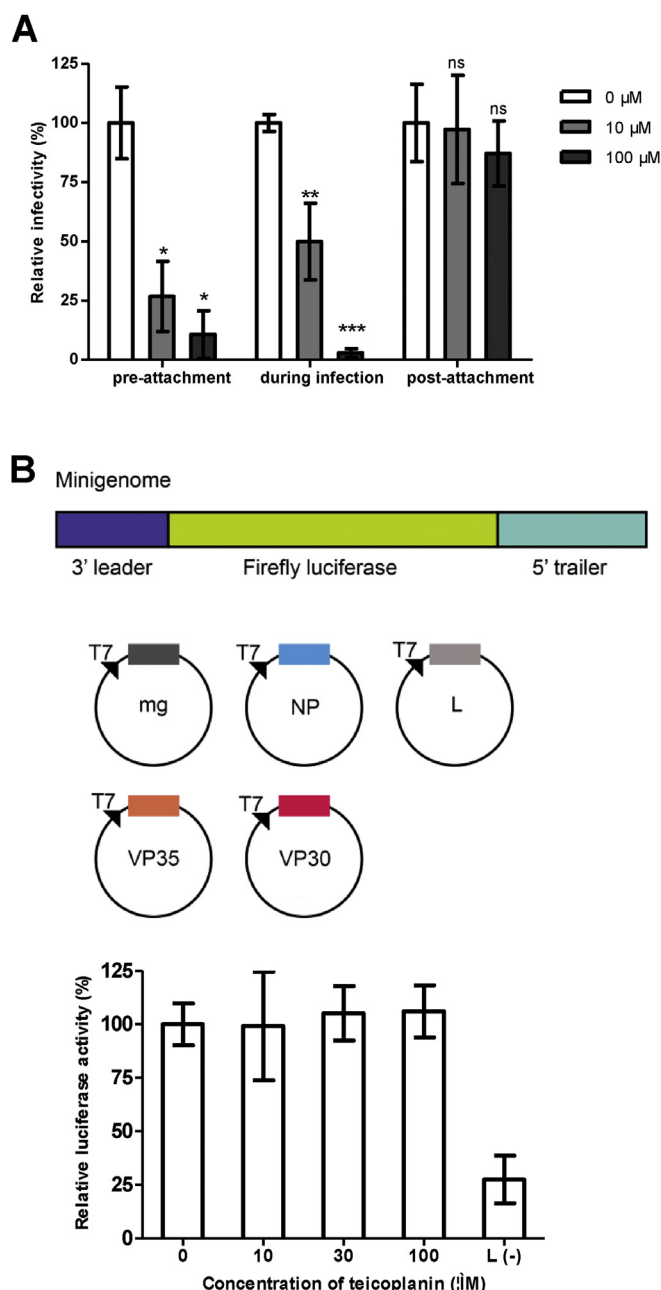 A
Relative infectivity (%)
125
100
75
50
25
0
*
*
**
***
ns
ns
pre-attachment
during infection
post-attachment
0 µM
10 µM
100 µM
B
Minigenome
3' leader
Firefly luciferase
5' trailer
T7
mg
T7
NP
T7
L
T7
VP35
T7
VP30
Relative luciferase activity (%)
125
100
75
50
25
0
0
10
30
100
L (-)
Concentration of teicoplanin (¦ÌM)